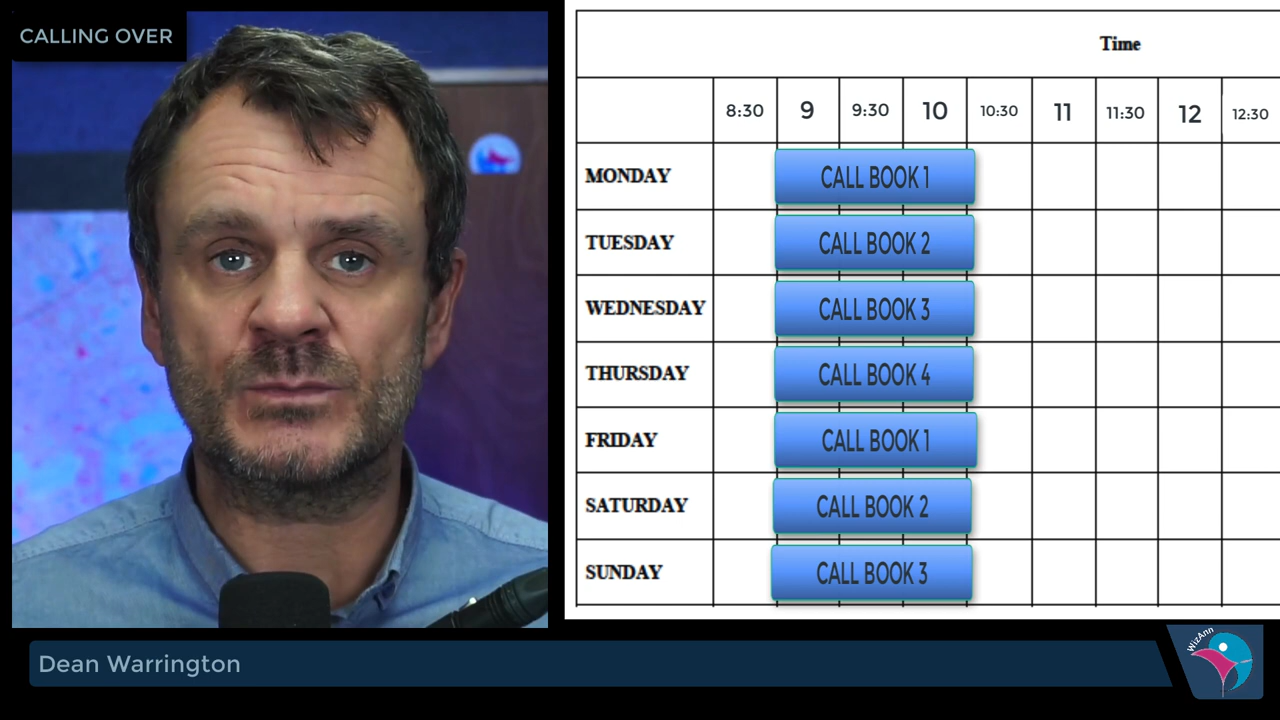 CALLING OVER
Time
8:30 9 9:30 10 10:30 11 11:30 12 12:30
MONDAY CALL BOOK 1
TUESDAY CALL BOOK 2
WEDNESDAY CALL BOOK 3
THURSDAY CALL BOOK 4
FRIDAY CALL BOOK 1
SATURDAY CALL BOOK 2
SUNDAY CALL BOOK 3
Dean Warrington
WizAnn